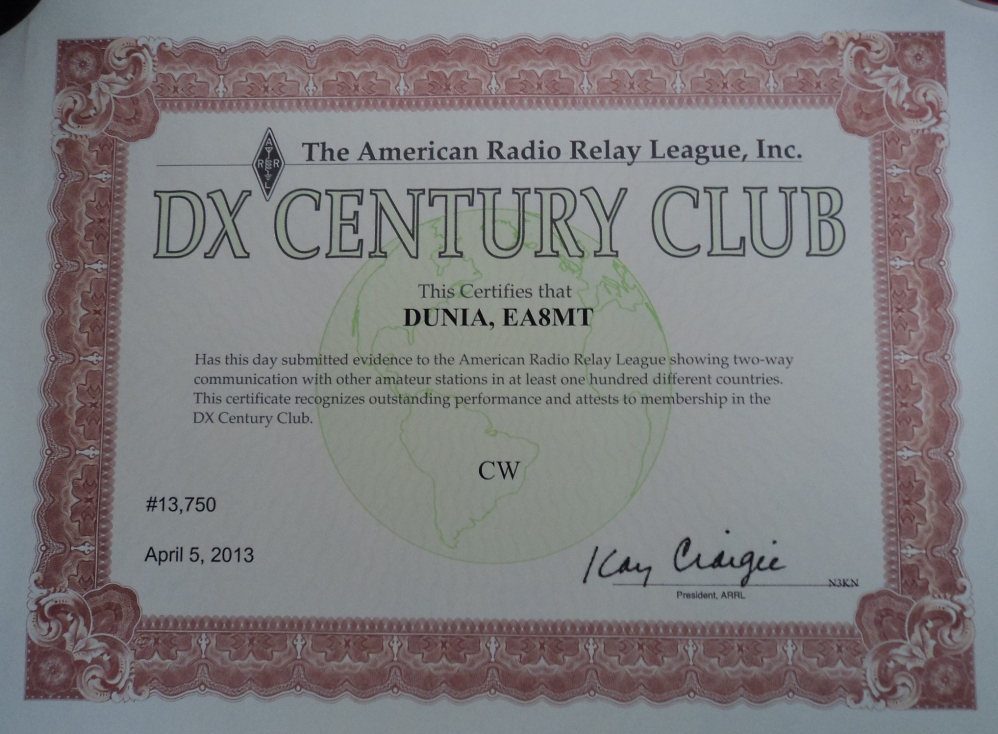 The American Radio Relay League, Inc.
ARRL
DX CENTURY CLUB
This Certifies that
DUNIA, EA8MT
Has this day submitted evidence to the American Radio Relay League showing two-way
communication with other amateur stations in at least one hundred different countries.
This certificate recognizes outstanding performance and attests to membership in the
DX Century Club.
CW
#13,750
April 5, 2013
Kay Craigie
N3KN
President, ARRL